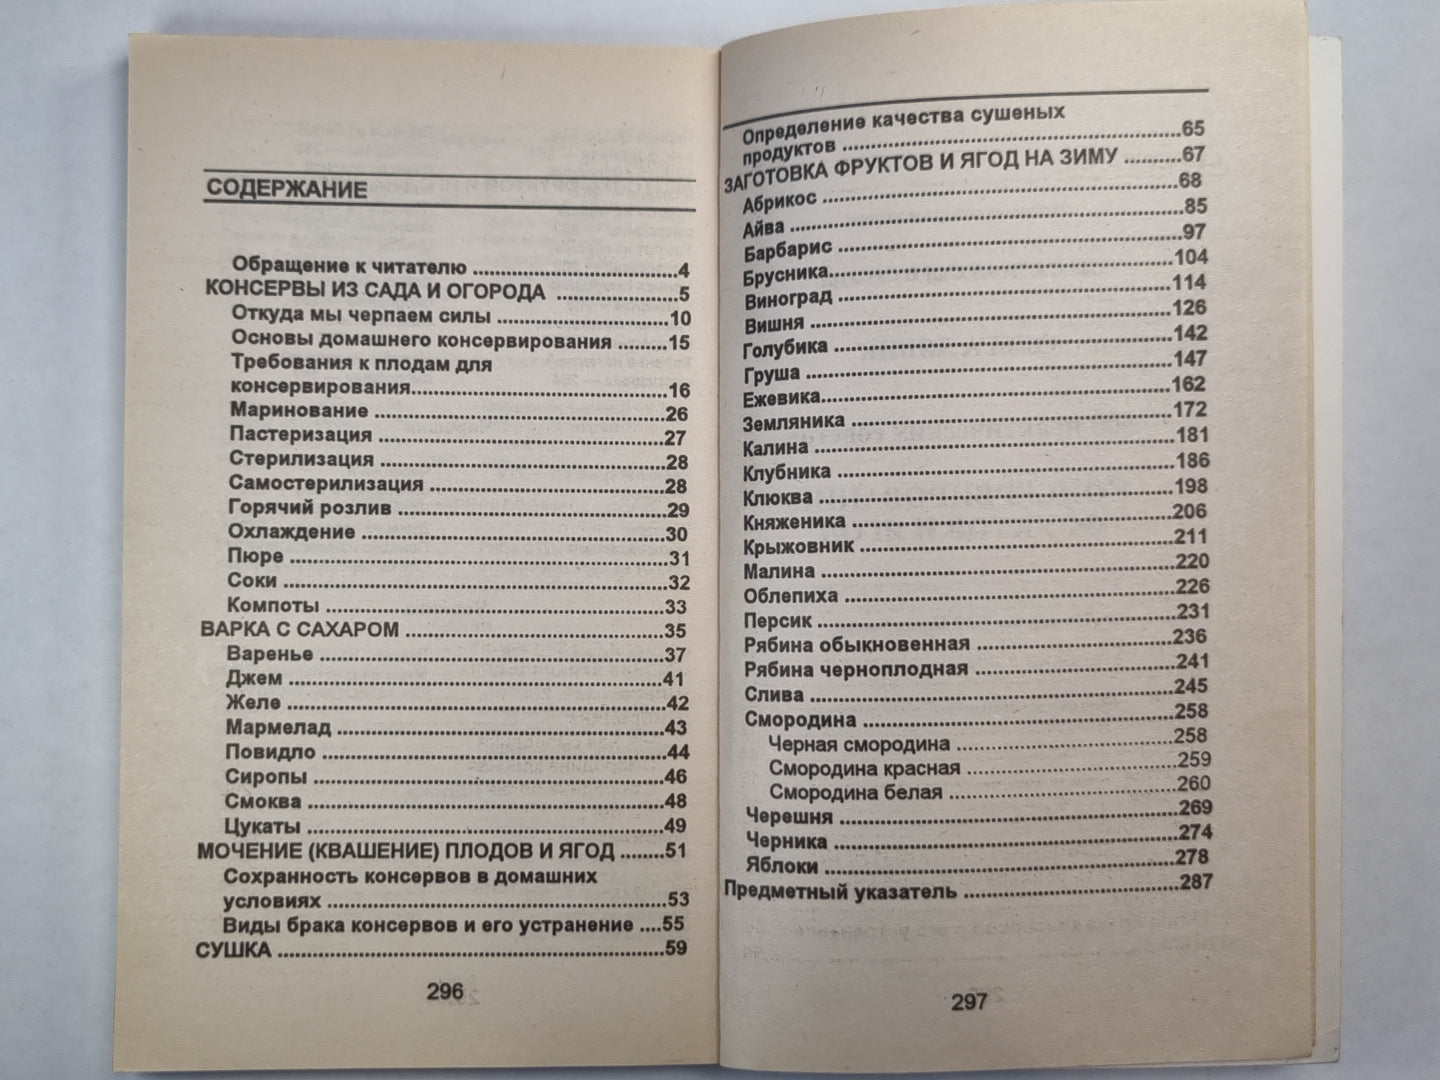 СОДЕРЖАНИЕ
Обращение к читателю ..................................4
КОНСЕРВЫ ИЗ САДА И ОГОРОДА ....................5
Откуда мы черпаем силы .............................10
Основы домашнего консервирования ........15
Требования к плодам для
консервирования..........................................16
Маринование ................................................26
Пастеризация ...............................................27
Стерилизация ...............................................28
Самостерилизация .......................................28
Горячий розлив ............................................29
Охлаждение ..................................................30
Пюре ..............................................................31
Соки ...............................................................32
Компоты ........................................................33
ВАРКА С САХАРОМ ...........................................35
Варенье .........................................................37
Джем ..............................................................41
Желе ..............................................................42
Мармелад ......................................................43
Повидло .........................................................44
Сиропы ..........................................................46
Смоква ...........................................................48
Цукаты ...........................................................49
МОЧЕНИЕ (КВАШЕНИЕ) ПЛОДОВ И ЯГОД .......51
Сохранность консервов в домашних
условиях ........................................................53
Виды брака консервов и его устранение ....55
СУШКА ................................................................59
296
Определение качества сушеных
продуктов ......................................................65
ЗАГОТОВКА ФРУКТОВ И ЯГОД НА ЗИМУ .........67
Абрикос .........................................................68
Айва ...............................................................85
Барбарис .......................................................97
Брусника......................................................104
Виноград .....................................................114
Вишня ..........................................................126
Голубика ......................................................142
Груша ...........................................................147
Ежевика.......................................................162
Земляника ...................................................172
Калина .........................................................181
Клубника .....................................................186
Клюква ........................................................198
Княженика ...................................................206
Крыжовник ..................................................211
Малина ........................................................220
Облепиха ....................................................226
Персик .........................................................231
Рябина обыкновенная ................................236
Рябина черноплодная .................................241
Слива ...........................................................245
Смородина ..................................................258
Черная смородина ...................................258
Смородина красная .................................259
Смородина белая .....................................260
Черешня ......................................................269
Черника .......................................................274
Яблоки .........................................................278
Предметный указатель ....................................287
297